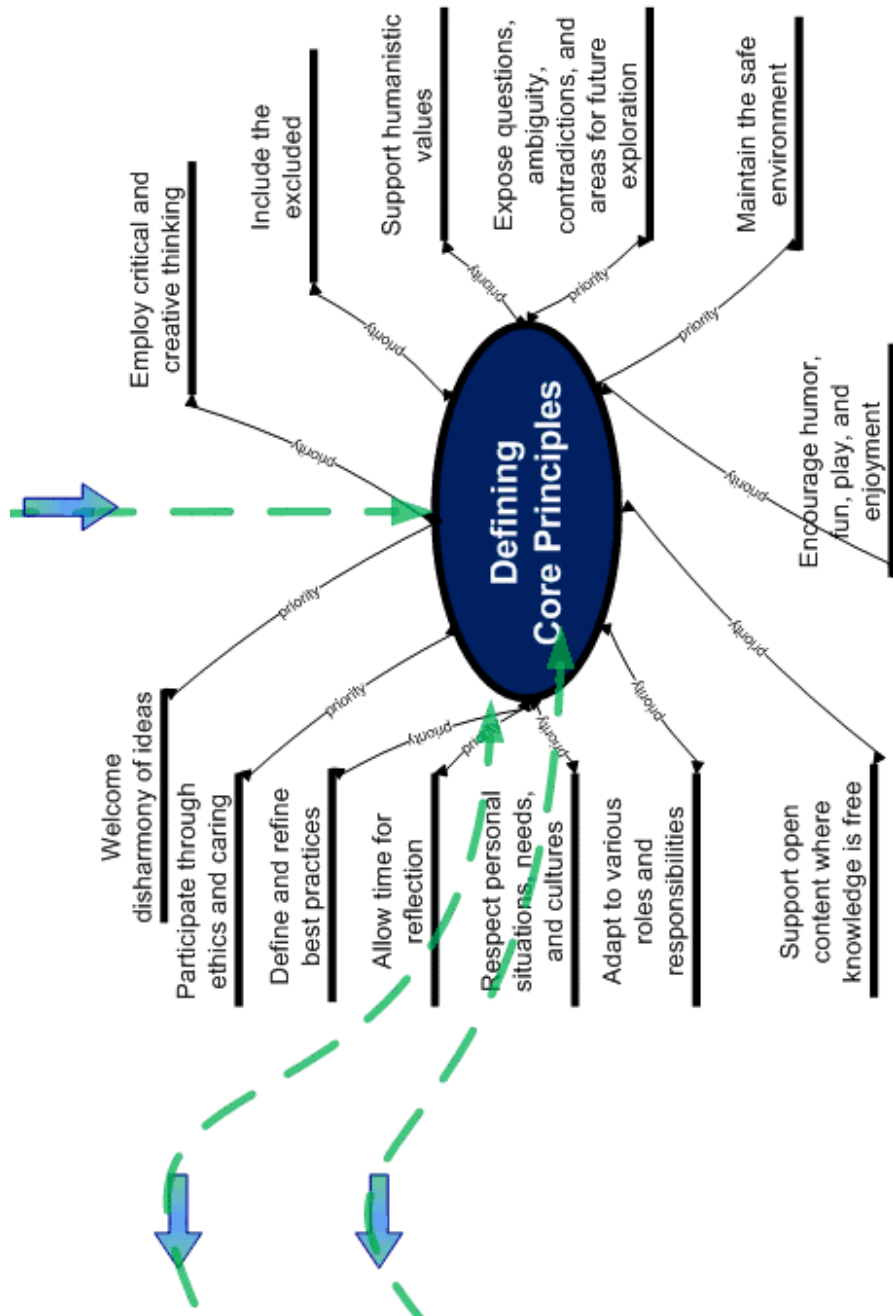 Welcome
disharmony of ideas
Participate through
ethics and caring
Define and refine
best practices
Allow time for
reflection
Respect personal
situations, needs,
and cultures
Adapt to various
roles and
responsibilities
Support open
content where
knowledge is free
priority
priority
priority
priority
priority
priority
priority
Defining
Core Principles
Employ critical and
creative thinking
Include the
excluded
Support humanistic
values
Expose questions,
ambiguity,
contradictions, and
areas for future
exploration
Maintain the safe
environment
Encourage humor,
fun, play, and
enjoyment
priority
priority
priority
priority
priority
priority